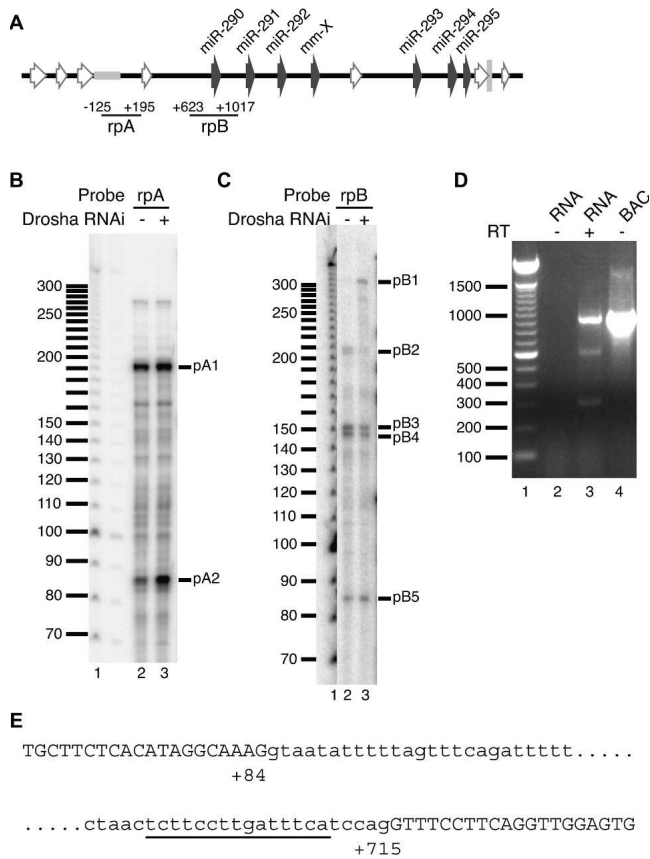 A
miR-290
miR-291
miR-292
mm-X
miR-293
miR-294
miR-295
-125 +195 +623 +1017
rpA rpB
B
Probe rpA
Drosha RNAi - +
300
250
200
150
140
130
120
110
100
90
80
70
pA1
pA2
1 2 3
C
Probe rpB
Drosha RNAi - +
300
250
200
150
140
130
120
110
100
90
80
70
pB1
pB2
pB3
pB4
pB5
1 2 3
D
RNA RNA BAC
RT - + -
1500
1000
500
400
300
200
100
1 2 3 4
E
TGCTTCTCACATAGGCAAAGgtaatatttttagtttcagattttt.....
+84
.....ctaactcttccttgatttcatccagGTTTCCTTCAGGTTGGAGTG
+715